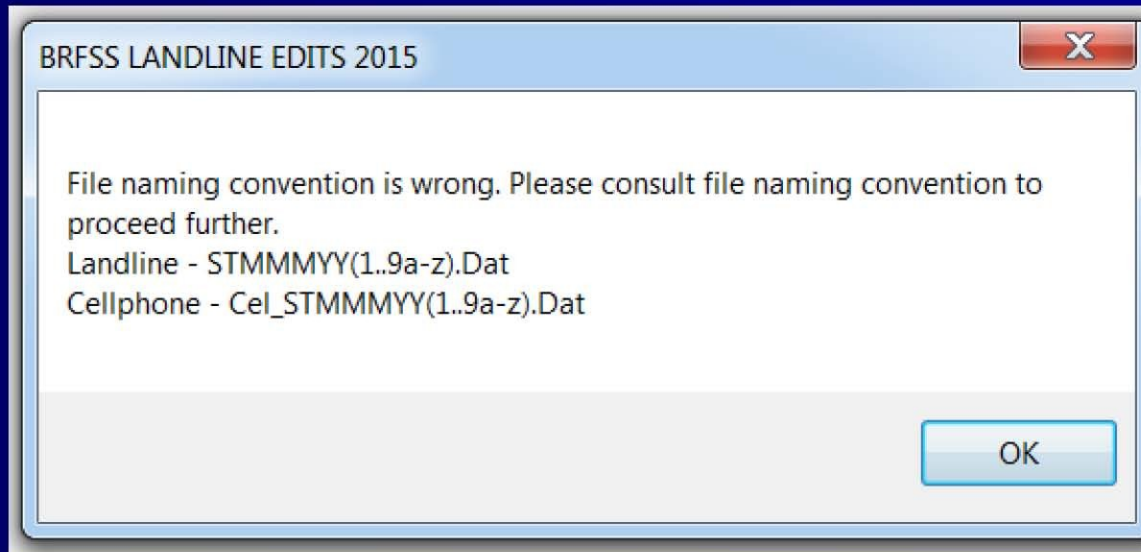 BRFSS LANDLINE EDITS 2015
X
File naming convention is wrong. Please consult file naming convention to
proceed further.
Landline - STMMMYY(1..9a-z).Dat
Cellphone - Cel_STMMMYY(1..9a-z).Dat
OK